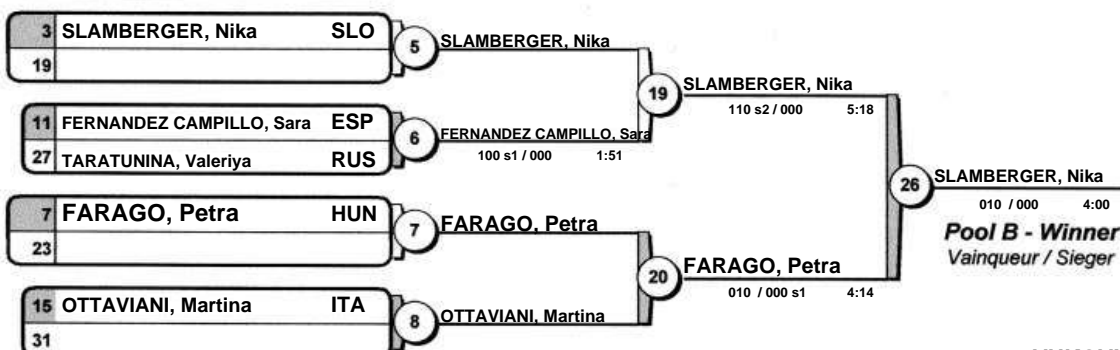 3 SLAMBERGER, Nika SLO
19
5 SLAMBERGER, Nika
11 FERNANDEZ CAMPILLO, Sara ESP
27 TARATUNINA, Valeriya RUS
6 FERNANDEZ CAMPILLO, Sara
100 s1 / 000 1:51
19 SLAMBERGER, Nika
110 s2 / 000 5:18
7 FARAGO, Petra HUN
23
7 FARAGO, Petra
15 OTTAVIANI, Martina ITA
31
8 OTTAVIANI, Martina
20 FARAGO, Petra
010 / 000 s1 4:14
26 SLAMBERGER, Nika
010 / 000 4:00
Pool B - Winner
Vainqueur / Sieger